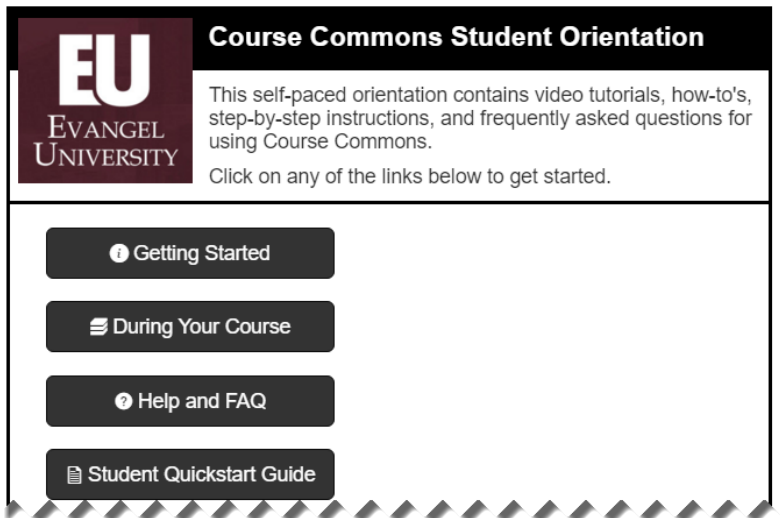 EU
EVANGEL
UNIVERSITY
Course Commons Student Orientation
This self-paced orientation contains video tutorials, how-to's,
step-by-step instructions, and frequently asked questions for
using Course Commons.
Click on any of the links below to get started.
Getting Started
During Your Course
Help and FAQ
Student Quickstart Guide